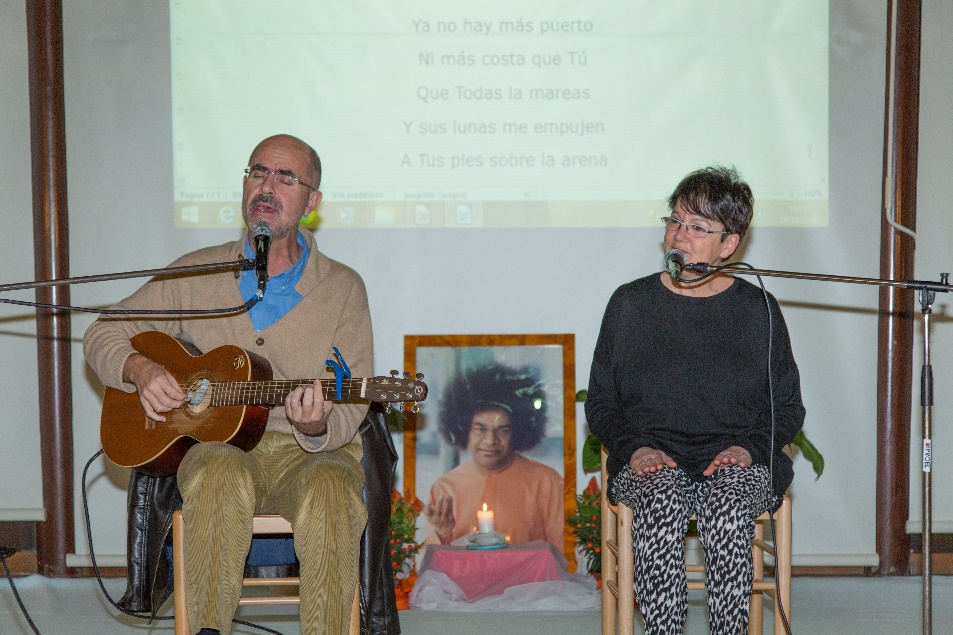 Ya no hay más puerto
Ni más costa que Tú
Que Todas la mareas
Y sus lunas me empujen
A Tus pies sobre la arena